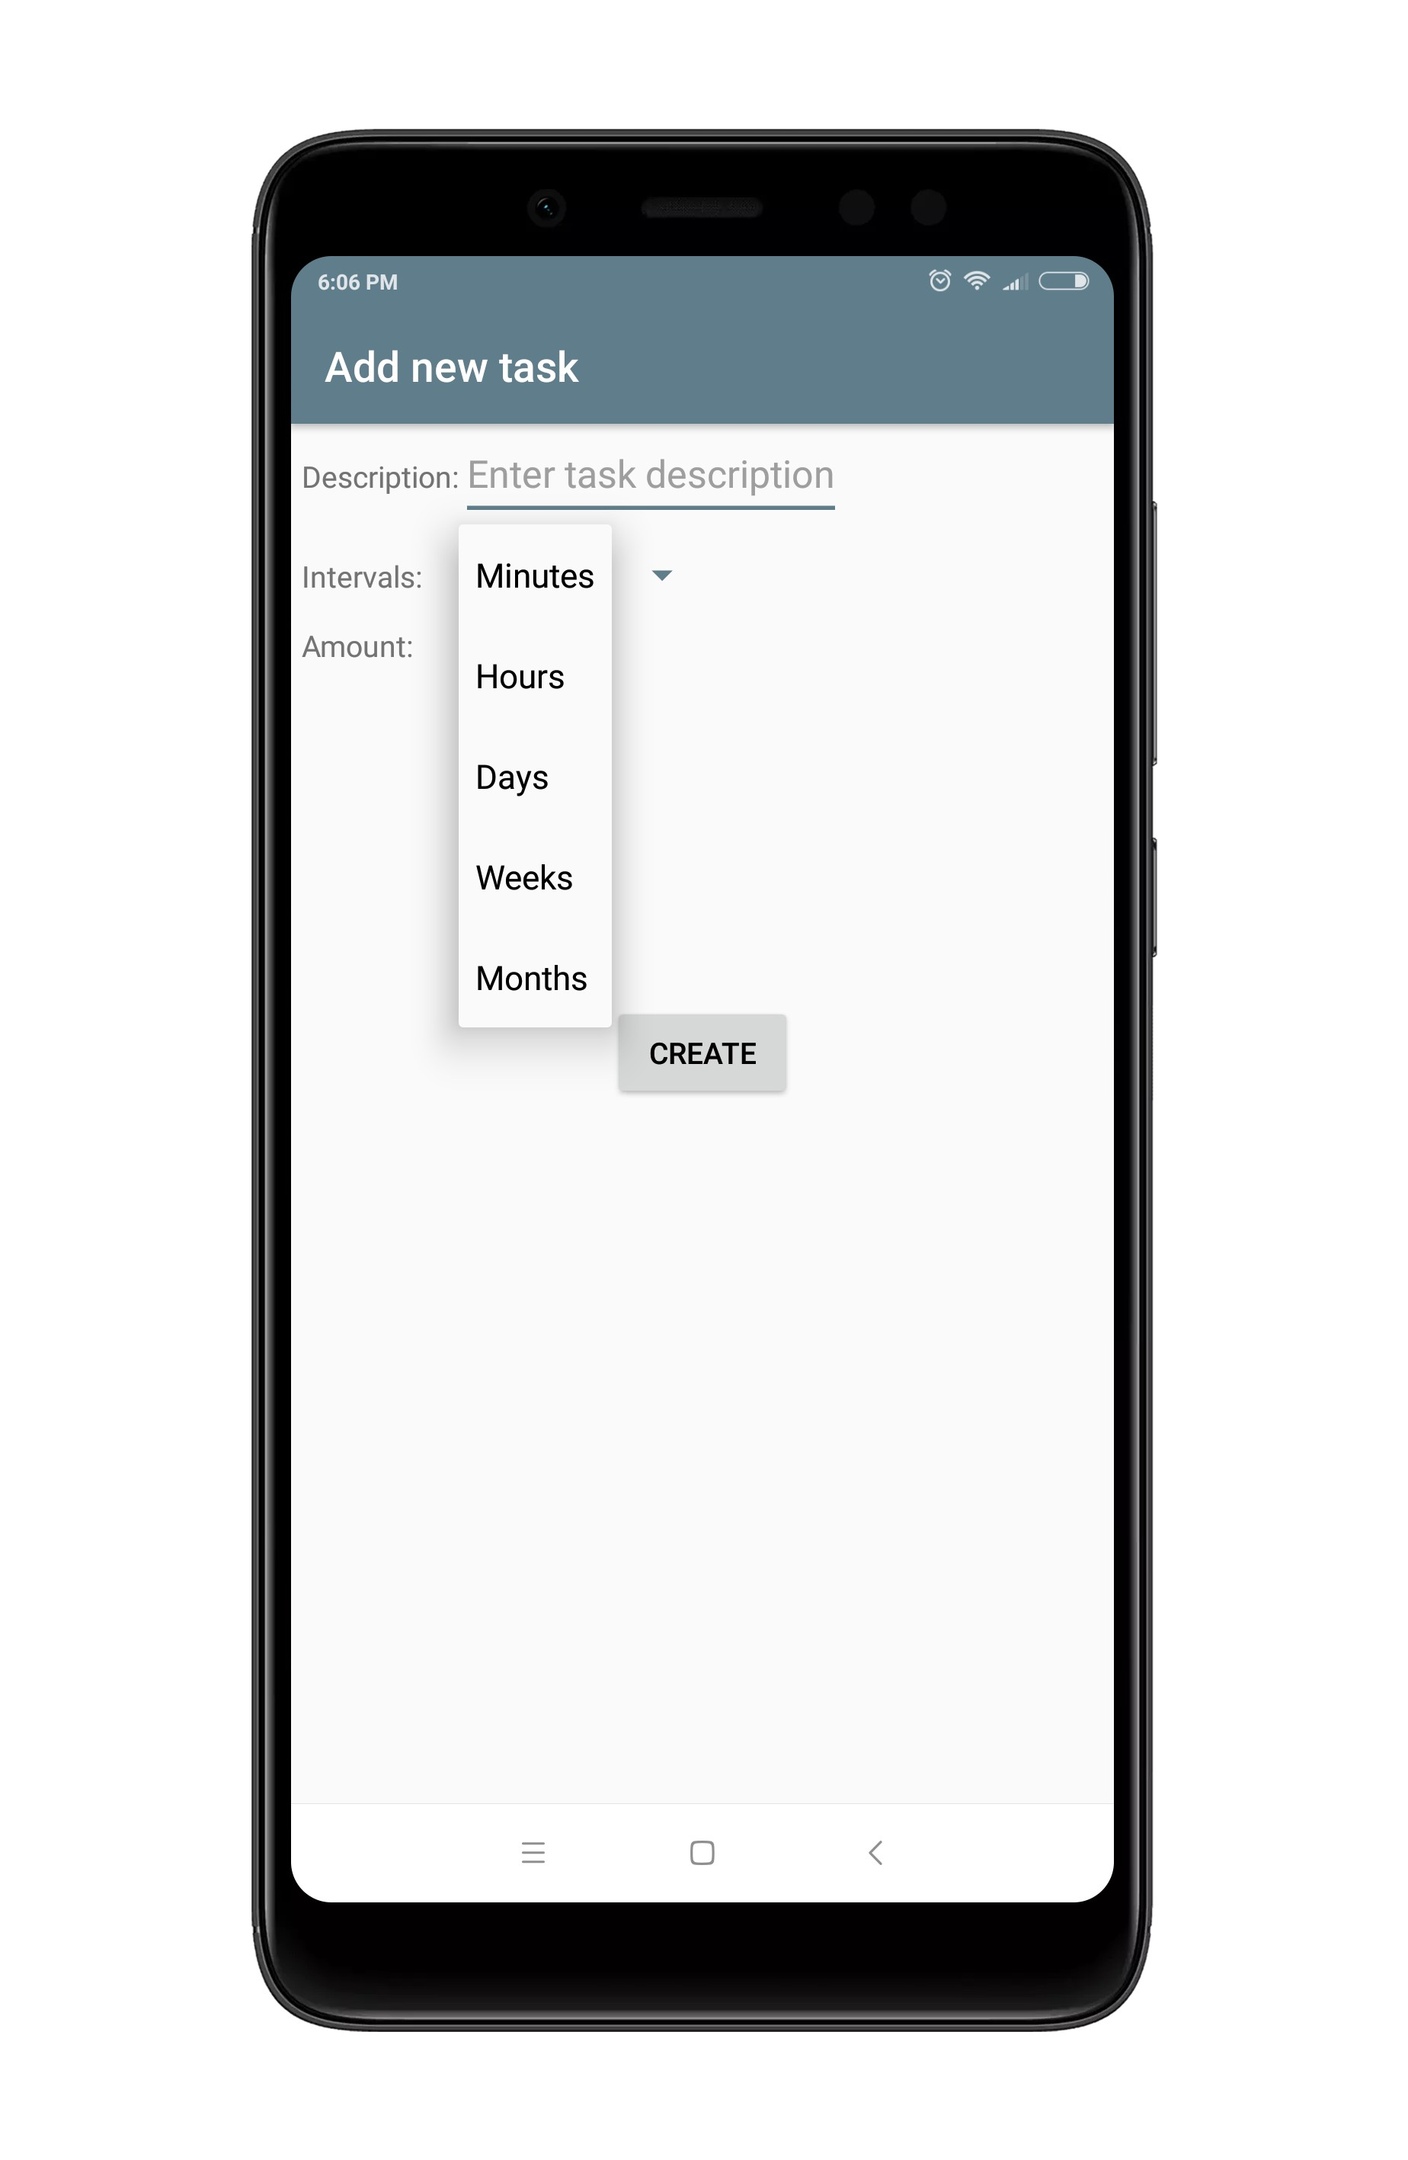 6:06 PM
Add new task
Description: Enter task description
Intervals: Minutes
Amount:
Hours
Days
Weeks
Months
CREATE